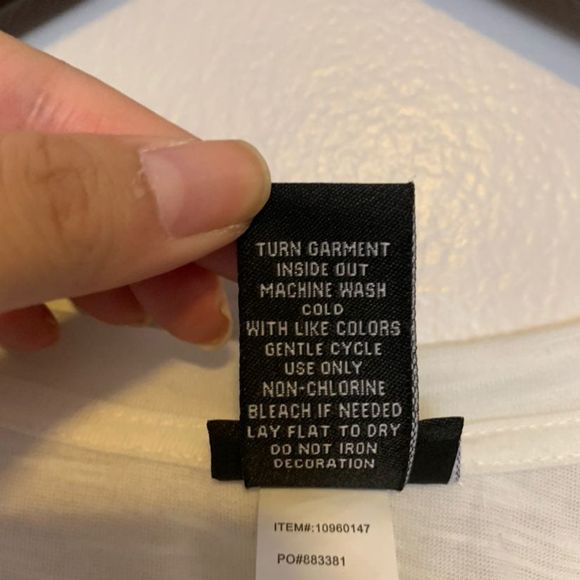 TURN GARMENT
INSIDE OUT
MACHINE WASH
COLD
WITH LIKE COLORS
GENTLE CYCLE
USE ONLY
NON-CHLORINE
BLEACH IF NEEDED
LAY FLAT TO DRY
DO NOT IRON
DECORATION
ITEM#:10960147
PO#883381